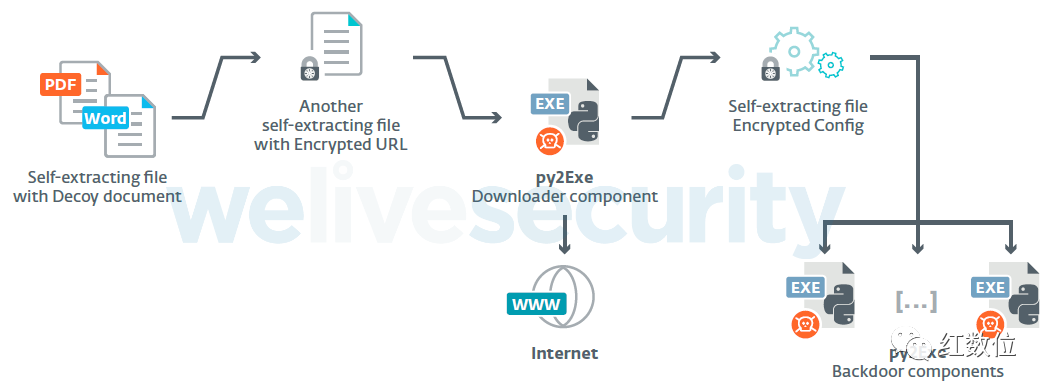 PDF
Word
Self-extracting file
with Decoy document
Another
self-extracting file
with Encrypted URL
EXE
py2Exe
Downloader component
WWW
Internet
Self-extracting file
Encrypted Config
EXE
[...]
EXE
py2Exe
Backdoor components
welivesecurity
红数位